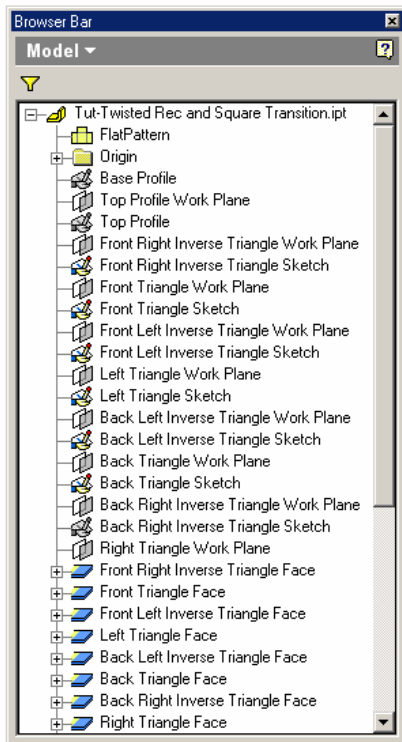 Browser Bar
Model
Tut-Twisted Rec and Square Transition.ipt
FlatPattern
Origin
Base Profile
Top Profile Work Plane
Top Profile
Front Right Inverse Triangle Work Plane
Front Right Inverse Triangle Sketch
Front Triangle Work Plane
Front Triangle Sketch
Front Left Inverse Triangle Work Plane
Front Left Inverse Triangle Sketch
Left Triangle Work Plane
Left Triangle Sketch
Back Left Inverse Triangle Work Plane
Back Left Inverse Triangle Sketch
Back Triangle Work Plane
Back Triangle Sketch
Back Right Inverse Triangle Work Plane
Back Right Inverse Triangle Sketch
Right Triangle Work Plane
Front Right Inverse Triangle Face
Front Triangle Face
Front Left Inverse Triangle Face
Left Triangle Face
Back Left Inverse Triangle Face
Back Triangle Face
Back Right Inverse Triangle Face
Right Triangle Face